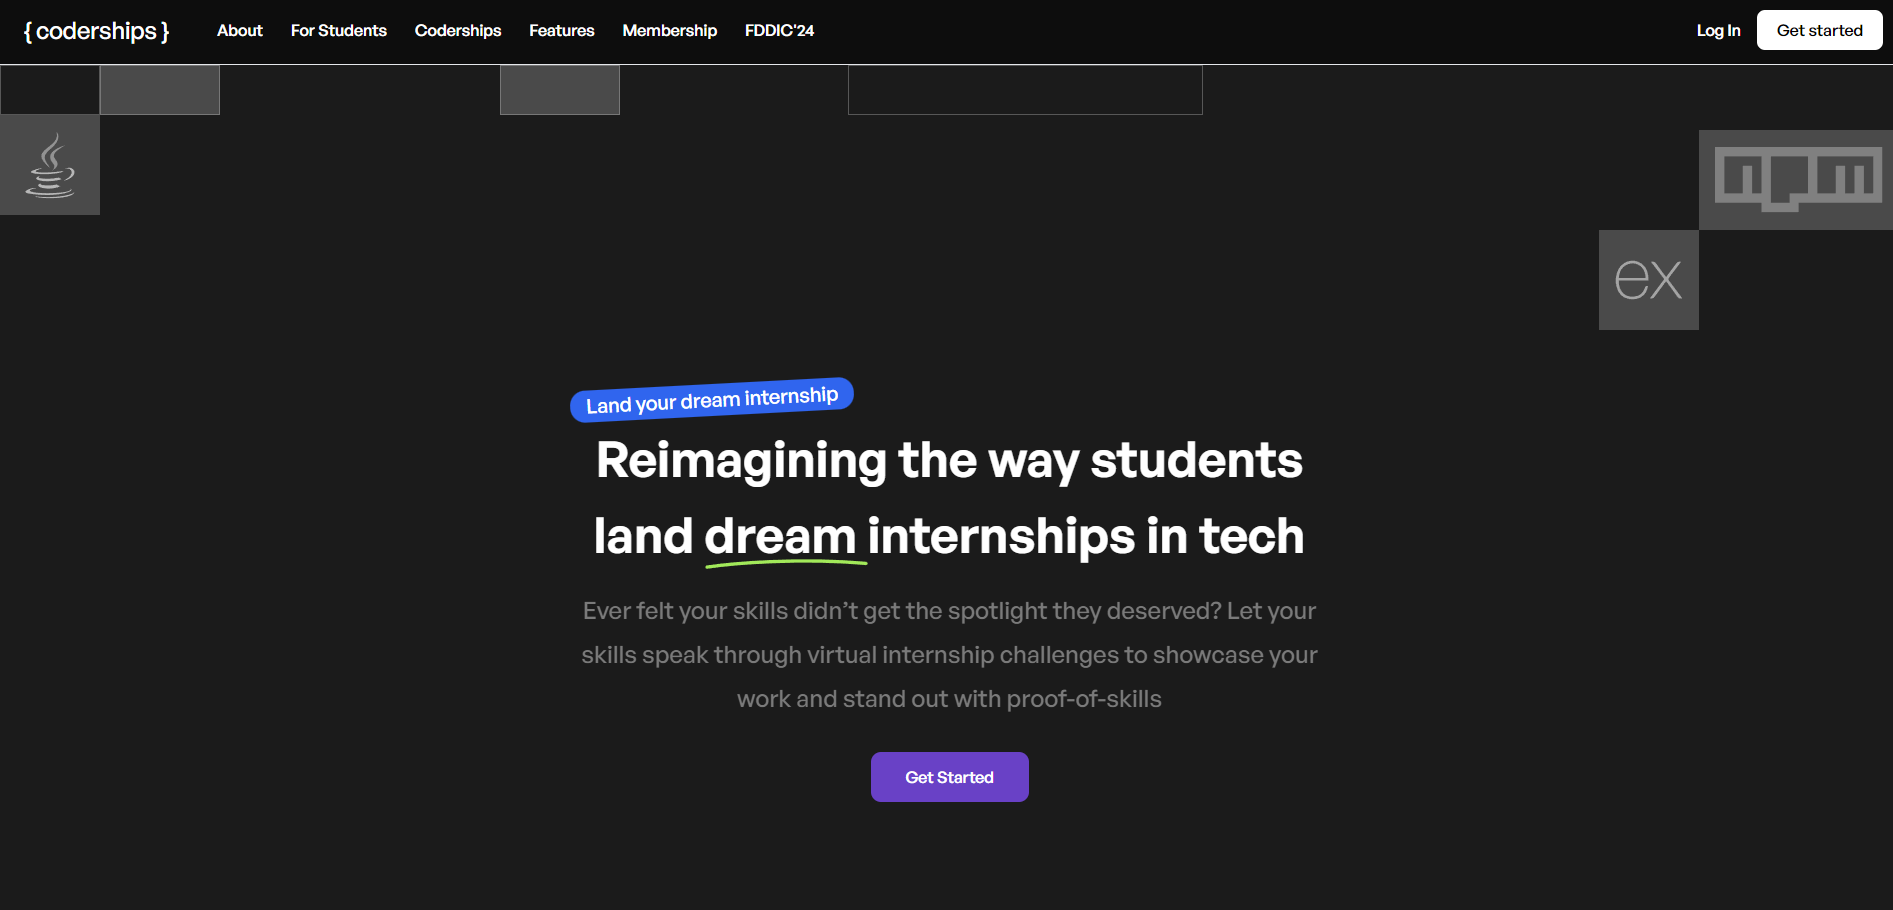 { coderships }
About
For Students
Coderships
Features
Membership
FDDIC'24
Log In
Get started
npm
ex
Land your dream internship
Reimagining the way students
land dream internships in tech
Ever felt your skills didn’t get the spotlight they deserved? Let your
skills speak through virtual internship challenges to showcase your
work and stand out with proof-of-skills
Get Started